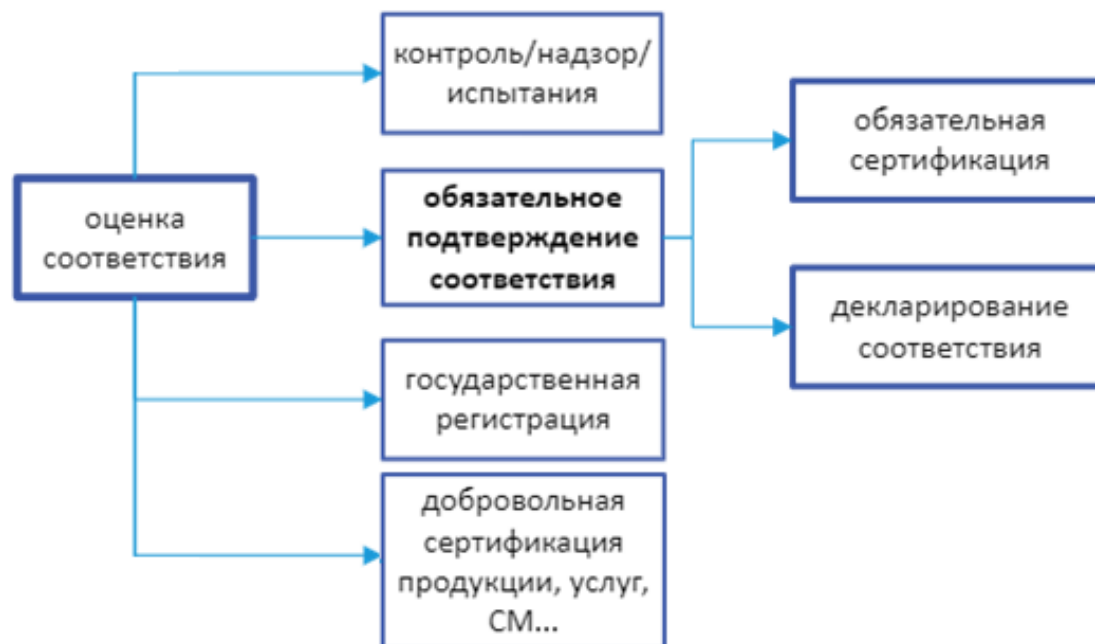 контроль/надзор/
испытания
обязательная
сертификация
оценка
соответствия
обязательное
подтверждение
соответствия
декларирование
соответствия
государственная
регистрация
добровольная
сертификация
продукции, услуг,
СМ...